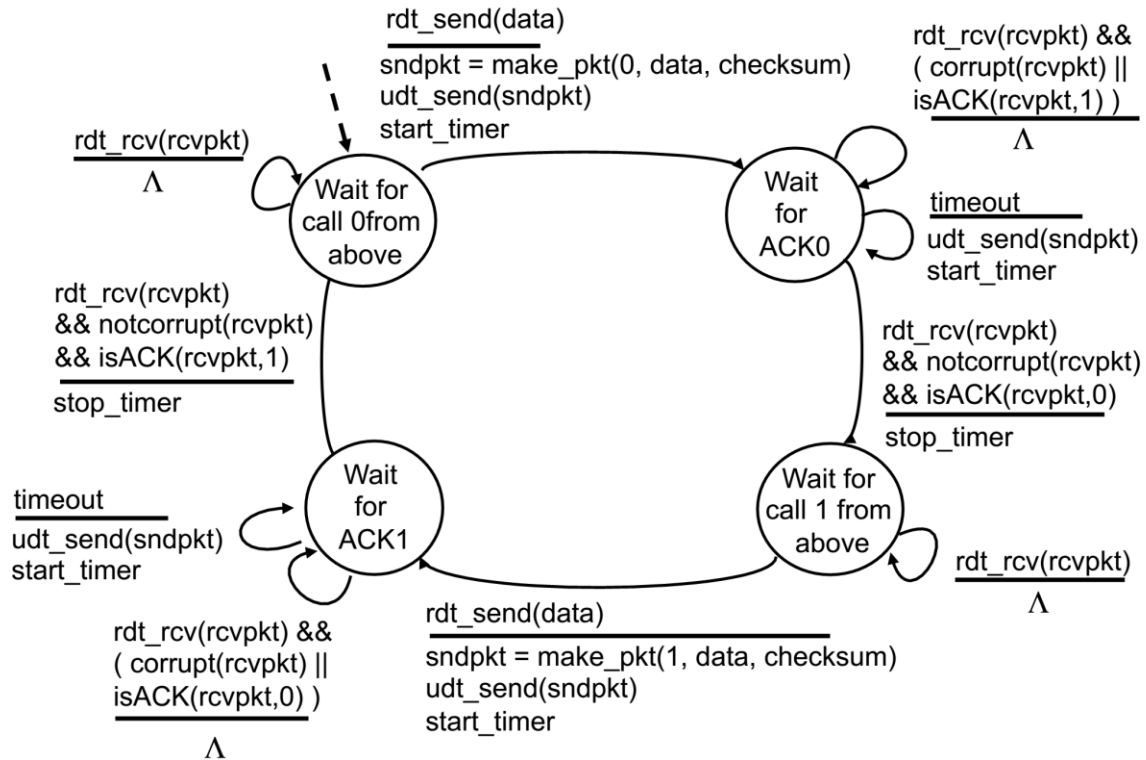 rdt_send(data)
sndpkt = make_pkt(0, data, checksum)
udt_send(sndpkt)
start_timer
rdt_rcv(rcvpkt) &&
( corrupt(rcvpkt) ||
isACK(rcvpkt,1) )
Λ
rdt_rcv(rcvpkt)
Λ
Wait for
call 0from
above
Wait
for
ACK0
timeout
udt_send(sndpkt)
start_timer
rdt_rcv(rcvpkt)
&& notcorrupt(rcvpkt)
&& isACK(rcvpkt,1)
stop_timer
rdt_rcv(rcvpkt)
&& notcorrupt(rcvpkt)
&& isACK(rcvpkt,0)
stop_timer
Wait
for
ACK1
Wait for
call 1 from
above
timeout
udt_send(sndpkt)
start_timer
rdt_rcv(rcvpkt)
Λ
rdt_rcv(rcvpkt) &&
( corrupt(rcvpkt) ||
isACK(rcvpkt,0) )
Λ
rdt_send(data)
sndpkt = make_pkt(1, data, checksum)
udt_send(sndpkt)
start_timer